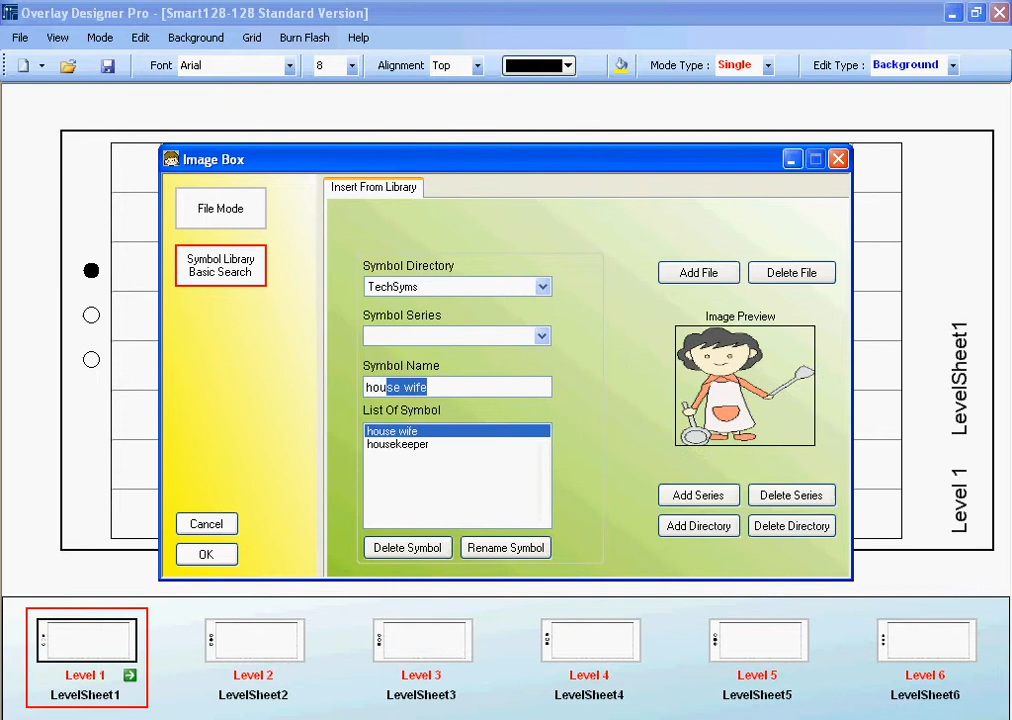 Overlay Designer Pro - [Smart128-128 Standard Version]
File View Mode Edit Background Grid Burn Flash Help
Font Arial 8 Alignment Top Mode Type : Single Edit Type : Background
Image Box
Insert From Library
File Mode
Symbol Library
Basic Search
Cancel
OK
Symbol Directory
TechSyms
Symbol Series
Symbol Name
house wife
List Of Symbol
house wife
housekeeper
Delete Symbol Rename Symbol
Add File Delete File
Image Preview
Add Series Delete Series
Add Directory Delete Directory
Level 1 LevelSheet1
Level 1 Level 2 Level 3 Level 4 Level 5 Level 6
LevelSheet1 LevelSheet2 LevelSheet3 LevelSheet4 LevelSheet5 LevelSheet6